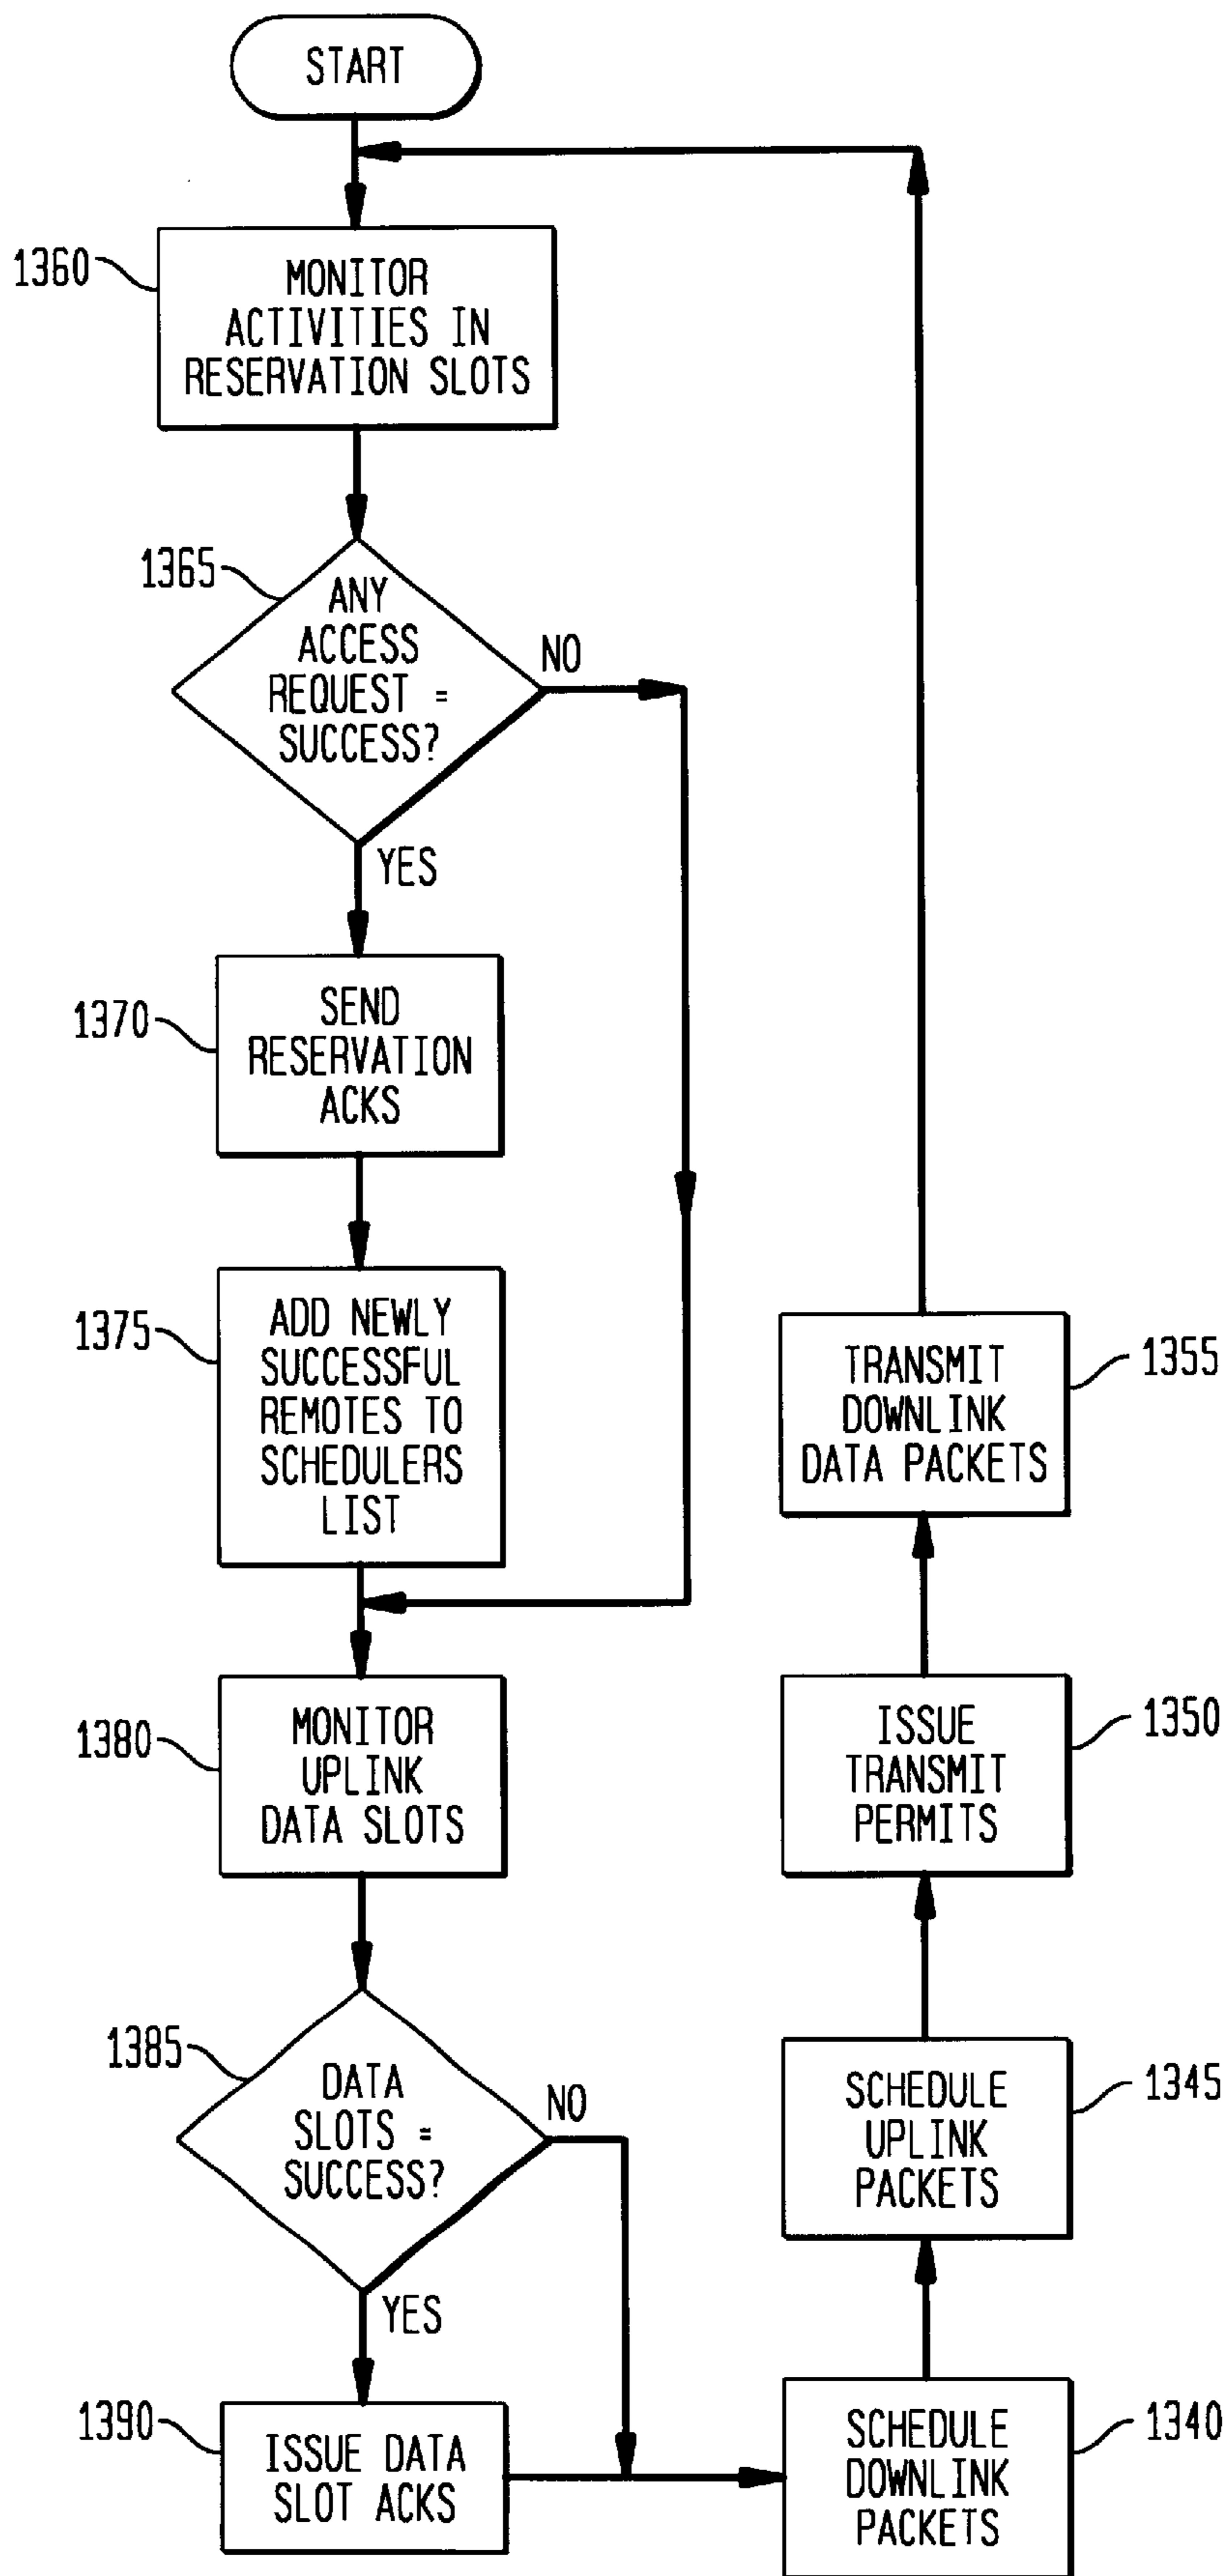 START
1360
MONITOR
ACTIVITIES IN
RESERVATION SLOTS
1365
ANY
ACCESS
REQUEST =
SUCCESS?
NO
YES
1370
SEND
RESERVATION
ACKS
1375
ADD NEWLY
SUCCESSFUL
REMOTES TO
SCHEDULERS
LIST
1380
MONITOR
UPLINK
DATA SLOTS
1385
DATA
SLOTS =
SUCCESS?
NO
YES
1390
ISSUE DATA
SLOT ACKS
SCHEDULE
DOWNLINK
PACKETS
1340
SCHEDULE
UPLINK
PACKETS
1345
ISSUE
TRANSMIT
PERMITS
1350
TRANSMIT
DOWNLINK
DATA PACKETS
1355